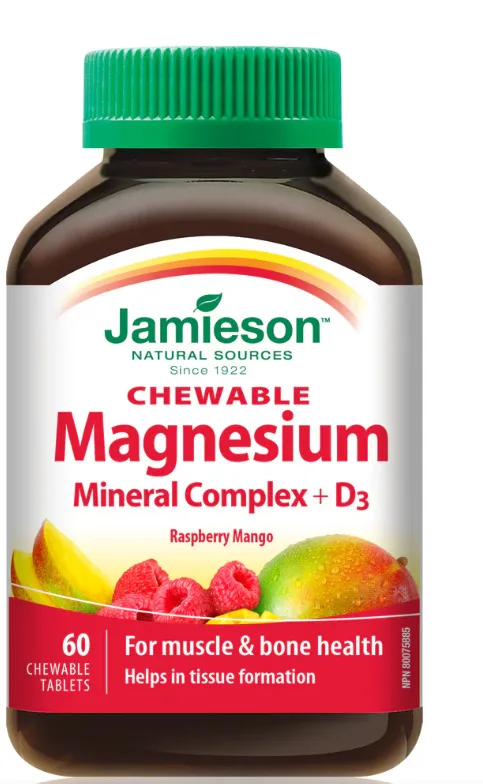 Jamieson™
NATURAL SOURCES
Since 1922
CHEWABLE
Magnesium
Mineral Complex + D3
Raspberry Mango
60
CHEWABLE
TABLETS
For muscle & bone health
Helps in tissue formation
NPN 80075885